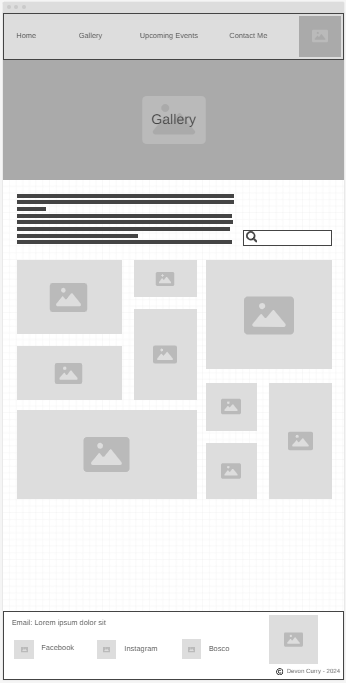 Home Gallery Upcoming Events Contact Me
Gallery
Email: Lorem ipsum dolor sit
Facebook Instagram Bosco
© Devon Curry - 2024